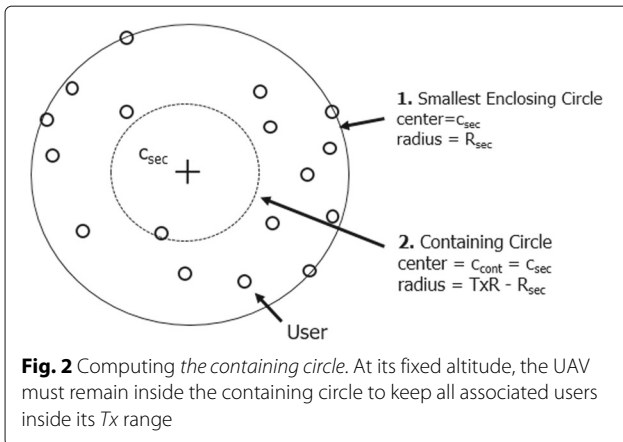 1. Smallest Enclosing Circle
center=csec
radius = Rsec
csec
2. Containing Circle
center = ccont = csec
radius = TxR - Rsec
User
Fig. 2 Computing the containing circle. At its fixed altitude, the UAV
must remain inside the containing circle to keep all associated users
inside its Tx range